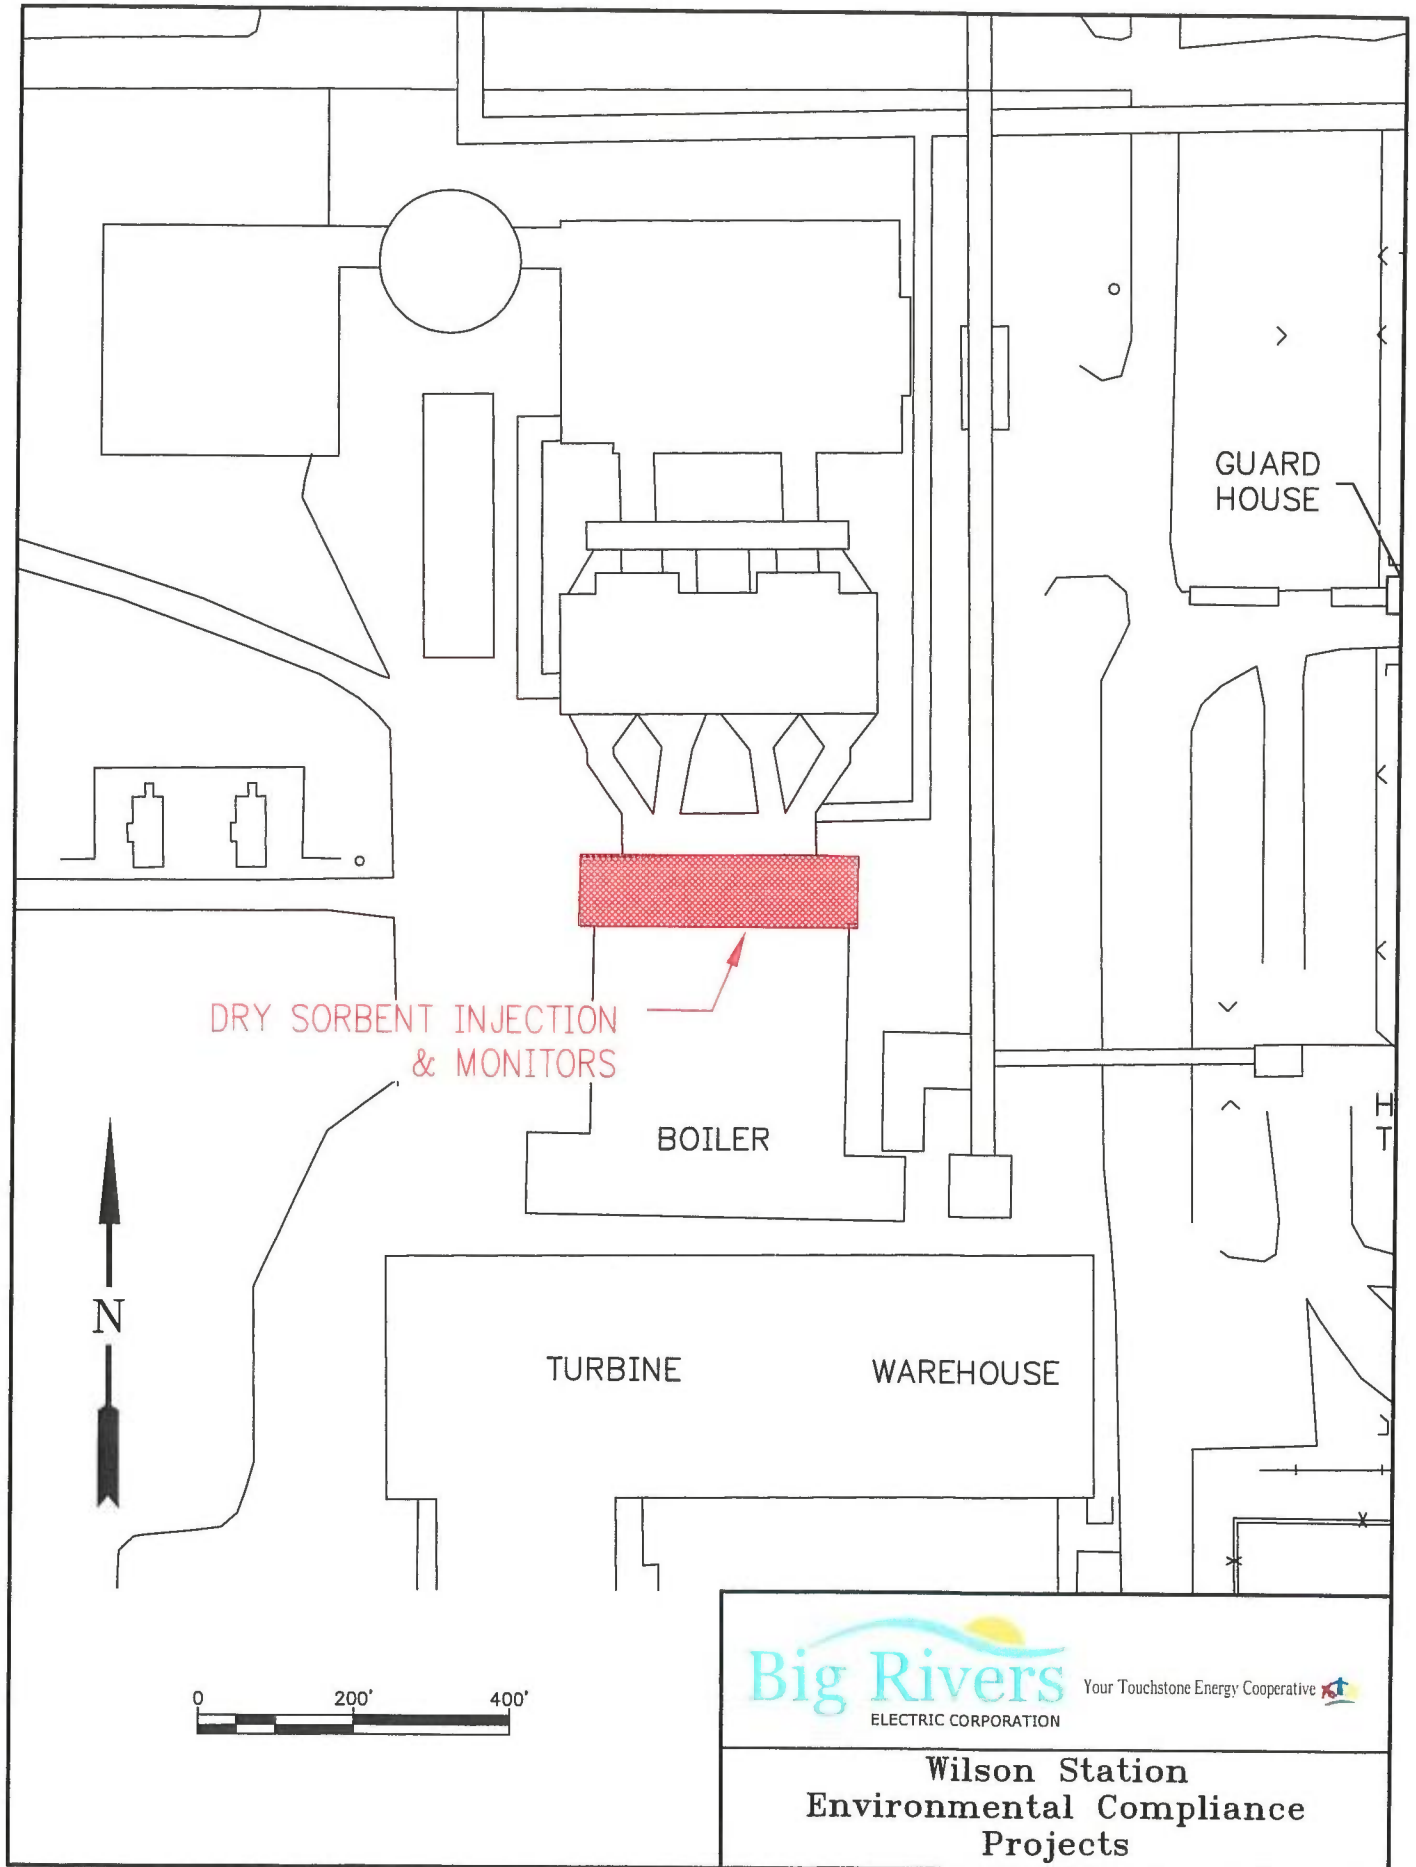 GUARD
HOUSE
DRY SORBENT INJECTION
& MONITORS
BOILER
H
T
N
TURBINE
WAREHOUSE
0 200' 400'
Big Rivers
ELECTRIC CORPORATION
Your Touchstone Energy Cooperative
Wilson Station
Environmental Compliance
Projects